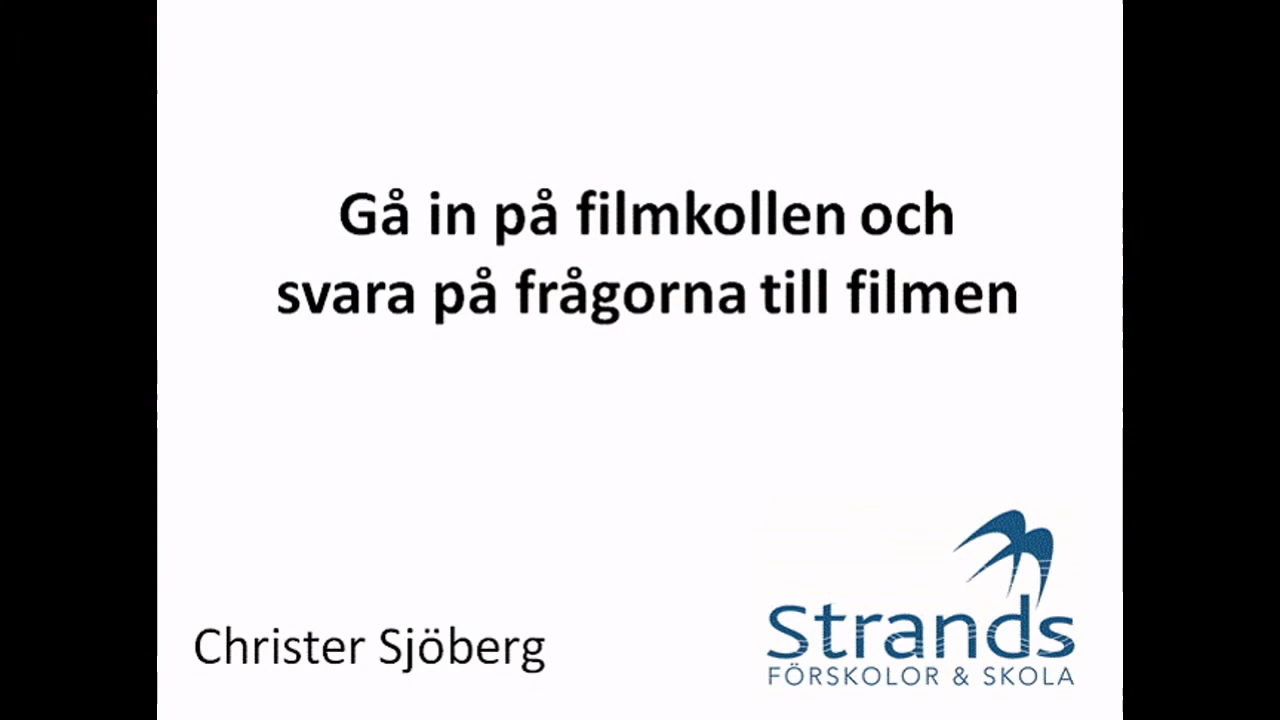 Gå in på filmkollen och
svara på frågorna till filmen
Christer Sjöberg
Strands
FÖRSKOLOR & SKOLA